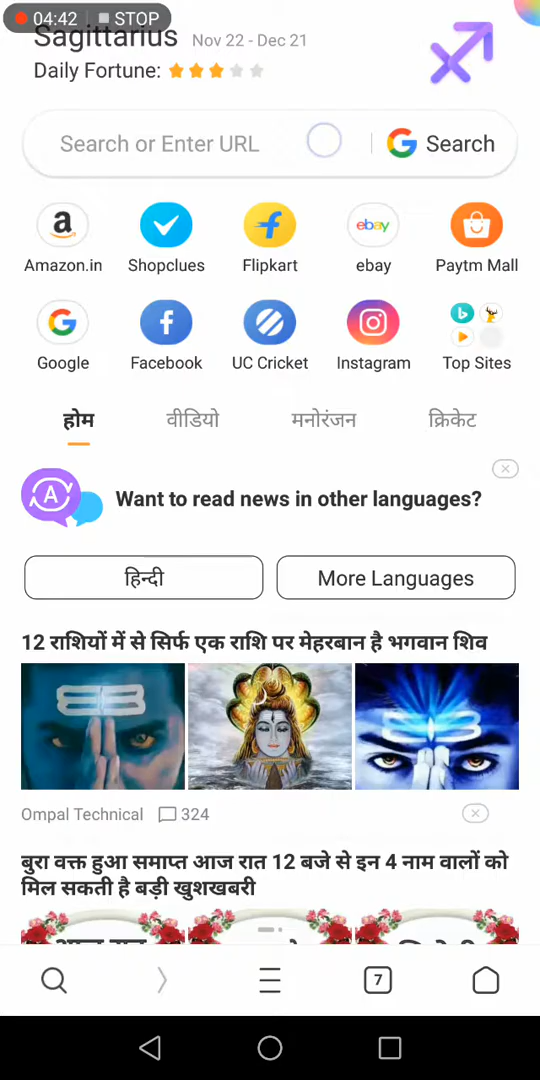 04:42 STOP
Sagittarius Nov 22 - Dec 21
Daily Fortune:
Search or Enter URL Search
a
ebay
Amazon.in Shopclues Flipkart ebay Paytm Mall
Google Facebook UC Cricket Instagram Top Sites
होम वीडियो मनोरंजन क्रिकेट
A
Want to read news in other languages?
हिन्दी More Languages
12 राशियों में से सिर्फ एक राशि पर मेहरबान है भगवान शिव
Ompal Technical 324
बुरा वक्त हुआ समाप्त आज रात 12 बजे से इन 4 नाम वालों को
मिल सकती है बड़ी खुशखबरी
7